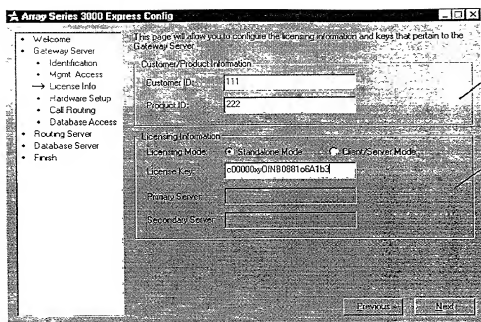 Array Series 3000 Express Config
This page will allow you to configure the licensing information and keys that pertain to the
Gateway Server
Welcome
Gateway Server
Identification
Mgmt. Access
License Info
Hardware Setup
Call Routing
Database Access
Routing Server
Database Server
Finish
Customer/Product Information
Customer ID: 111
Product ID: 222
Licensing Information
Licensing Mode: Standalone Mode Client/Server Mode
License Key:
Primary Server:
Secondary Server:
Previous Next